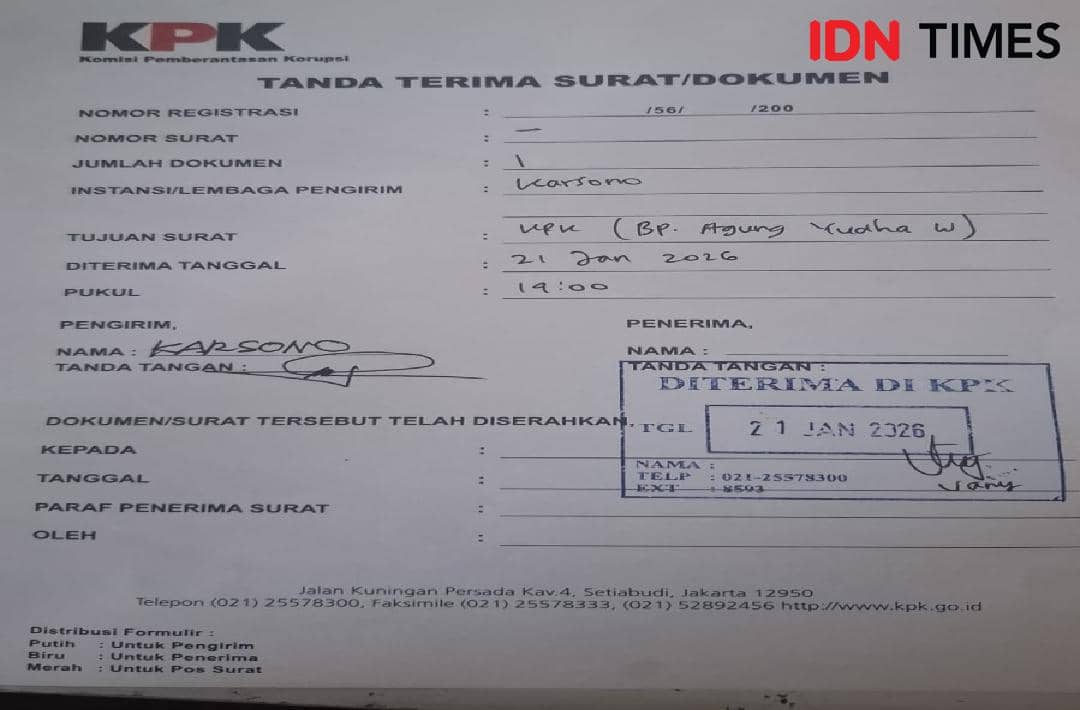 KPK
Komisi Pemberantasan Korupsi
IDN TIMES
TANDA TERIMA SURAT/DOKUMEN
NOMOR REGISTRASI : /56/ /200
NOMOR SURAT : —
JUMLAH DOKUMEN : 1
INSTANSI/LEMBAGA PENGIRIM : Karsono
TUJUAN SURAT : KPK (BP. Agung Yudha W)
DITERIMA TANGGAL : 21 Jan 2026
PUKUL : 14:00
PENGIRIM,
NAMA : KARSONO
TANDA TANGAN :
PENERIMA,
NAMA :
TANDA TANGAN :
DITERIMA DI KPK
TGL 21 JAN 2026
NAMA :
TELP : 021-25578300
EXT : 8593
DOKUMEN/SURAT TERSEBUT TELAH DISERAHKAN,
KEPADA :
TANGGAL :
PARAF PENERIMA SURAT :
OLEH :
Jalan Kuningan Persada Kav.4, Setiabudi, Jakarta 12950
Telepon (021) 25578300, Faksimile (021) 25578333, (021) 52892456 http://www.kpk.go.id
Distribusi Formulir :
Putih : Untuk Pengirim
Biru : Untuk Penerima
Merah : Untuk Pos Surat